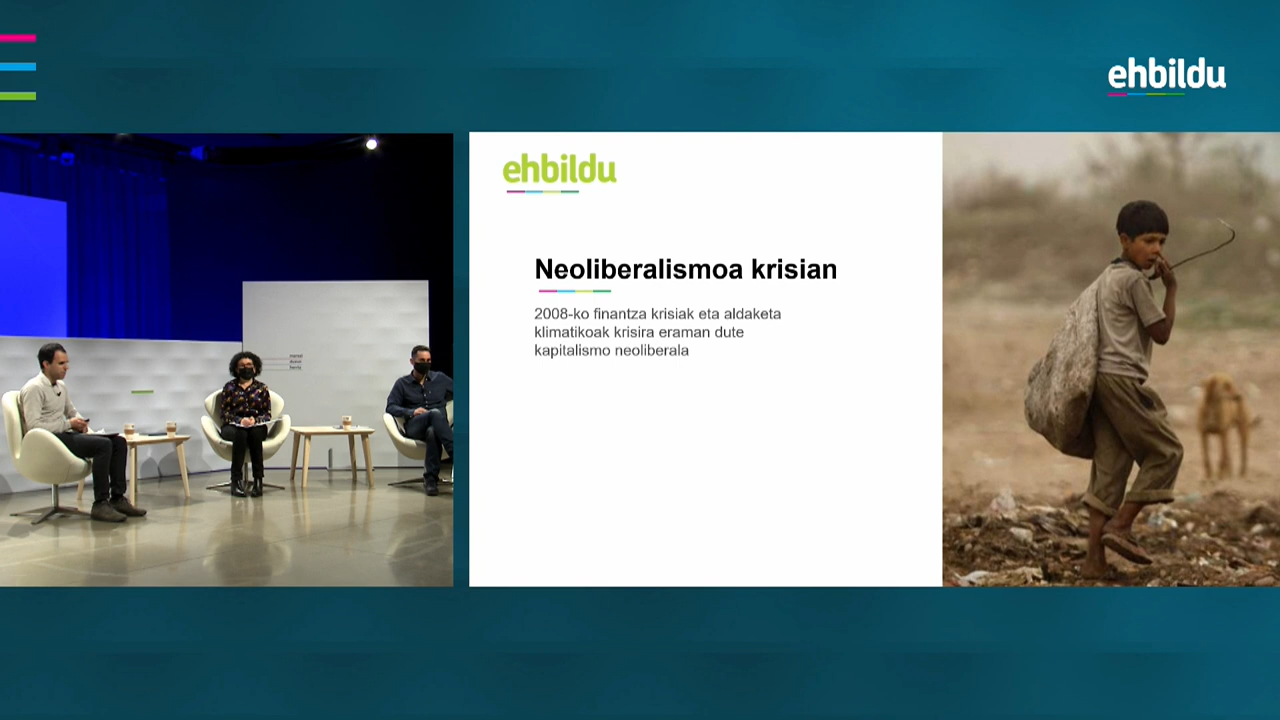 ehbildu
ehbildu
Neoliberalismoa krisian
2008-ko finantza krisiak eta aldaketa
klimatikoak krisira eraman dute
kapitalismo neoliberala